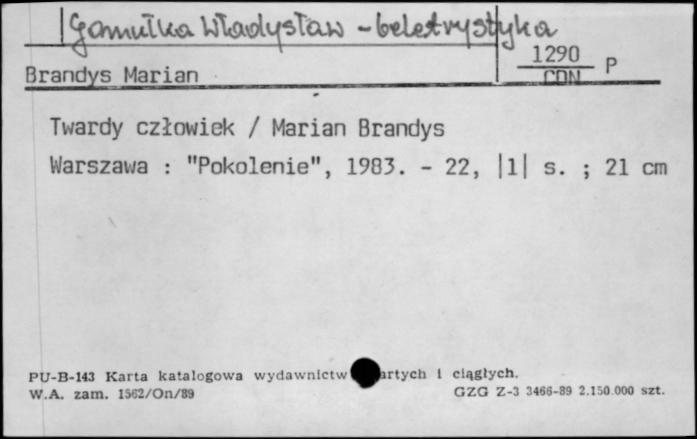 Gomułka Władysław - beletrystyka
1290
CDN P
Brandys Marian
Twardy człowiek / Marian Brandys
Warszawa : "Pokolenie", 1983. - 22, |1| s. ; 21 cm
PU-B-143 Karta katalogowa wydawnictw artych i ciągłych.
W.A. zam. 1562/On/89 GZG Z-3 3466-89 2.150.000 szt.